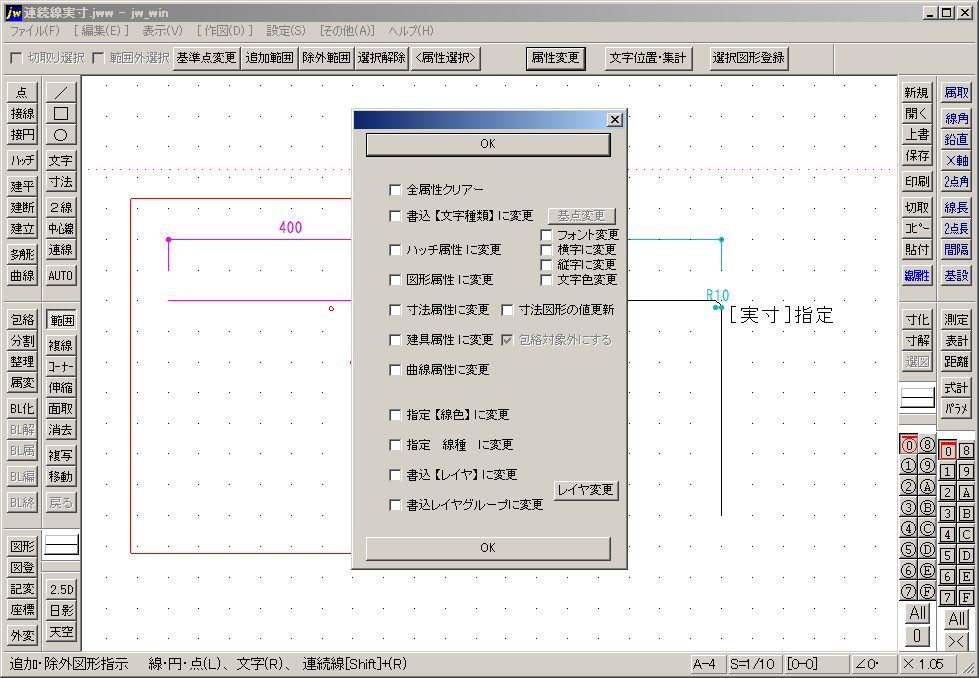 連続線実寸.jww - jw_win
ファイル(F) [編集(E)] 表示(V) [作図(D)] 設定(S) [その他(A)] ヘルプ(H)
切取り選択 範囲外選択 基準点変更 追加範囲 除外範囲 選択解除 <属性選択> 属性変更 文字位置・集計 選択図形登録
点 ／ 新規 属取
接線 □ 開く 線角
接円 ○ 上書 鉛直
ハッチ 文字 保存 ×軸
建平 寸法 印刷 2点角
建断 2線 切取 線長
建立 中心線 コピー 2点長
多角形 連線 貼付 間隔
曲線 AUTO 線属性 基設
包絡 範囲 寸化 測定
分割 複線 寸解 表計
整理 コーナー 選図 距離
属変 伸縮 式計
BL化 面取 パラメ
BL解 消去
BL属 複写
BL編 移動
BL終 戻る
図形
図登
記変 2.5D
座標 日影
外変 天空
400
R10
[実寸]指定
OK
全属性クリアー
書込【文字種類】に変更 基点変更
フォント変更
ハッチ属性に変更 横字に変更
縦字に変更
図形属性に変更 文字色変更
寸法属性に変更 寸法図形の値更新
建具属性に変更 包絡対象外にする
曲線属性に変更
指定【線色】に変更
指定 線種 に変更
書込【レイヤ】に変更
レイヤ変更
書込レイヤグループに変更
OK
0 8 0 8
1 9 1 9
2 A 2 A
3 B 3 B
4 C 4 C
5 D 5 D
6 E 6 E
7 F 7 F
All All
0 ><
追加・除外図形指示 線・円・点(L)、文字(R)、連続線[Shift]+(R) A-4 S=1/10 [0-0] ∠0° × 1.05